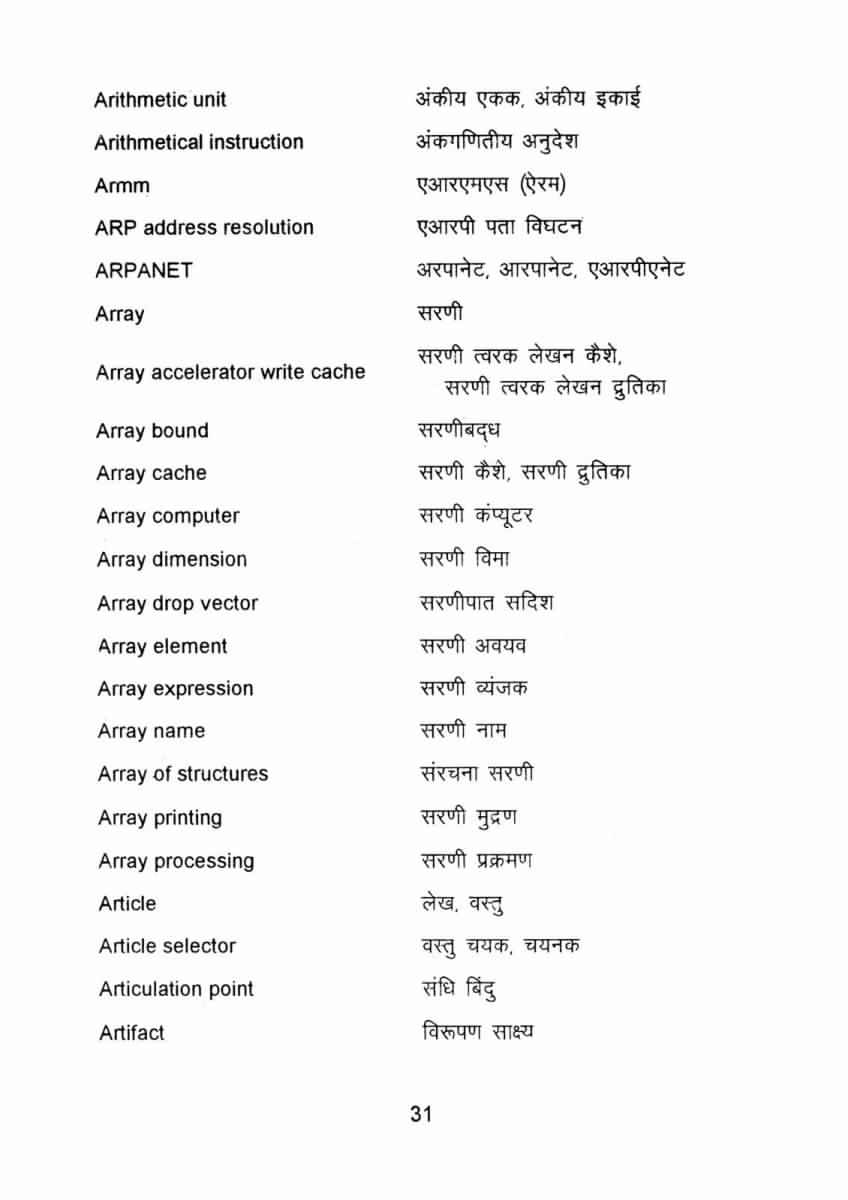 Arithmetic unit अंकीय एकक, अंकीय इकाई
Arithmetical instruction अंकगणितीय अनुदेश
Armm एआरएमएस (ऐरम)
ARP address resolution एआरपी पता विघटन
ARPANET अरपानेट, आरपानेट, एआरपीएनेट
Array सरणी
Array accelerator write cache सरणी त्वरक लेखन कैशे,
सरणी त्वरक लेखन द्रुतिका
Array bound सरणीबद्ध
Array cache सरणी कैशे, सरणी द्रुतिका
Array computer सरणी कंप्यूटर
Array dimension सरणी विमा
Array drop vector सरणीपात सदिश
Array element सरणी अवयव
Array expression सरणी व्यंजक
Array name सरणी नाम
Array of structures संरचना सरणी
Array printing सरणी मुद्रण
Array processing सरणी प्रक्रमण
Article लेख, वस्तु
Article selector वस्तु चयक, चयनक
Articulation point संधि बिंदु
Artifact विरूपण साक्ष्य
31